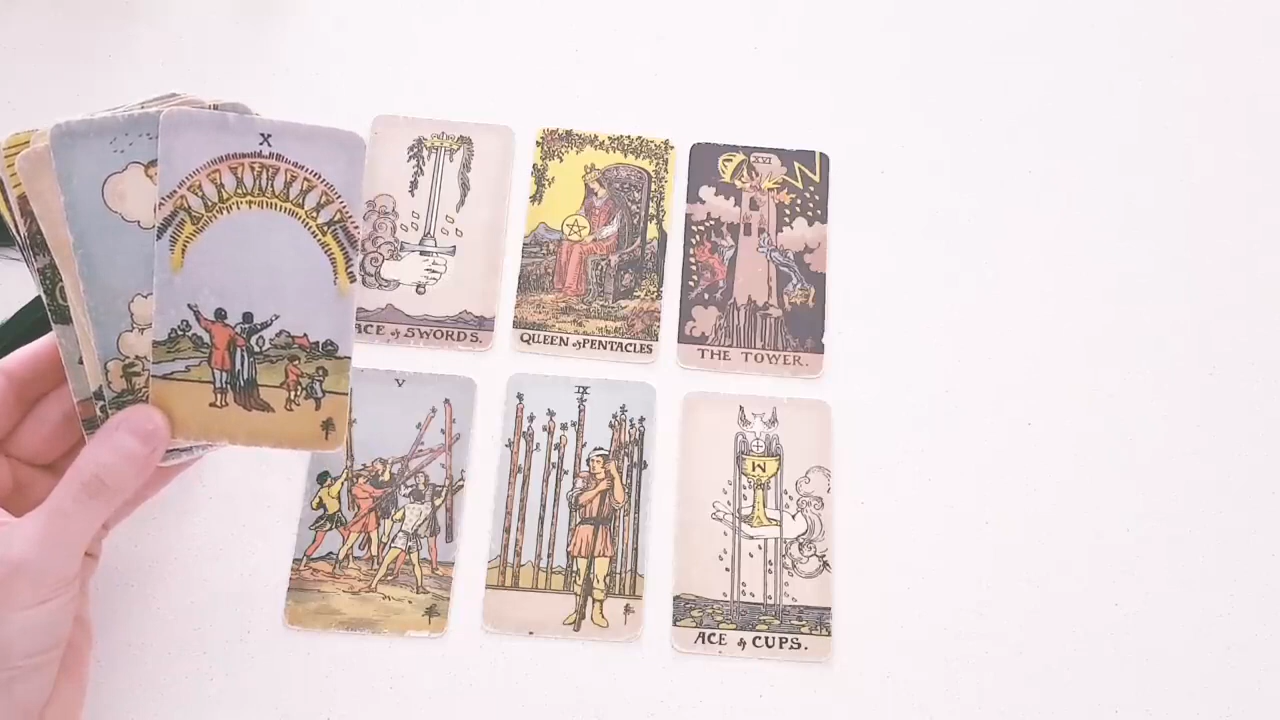 X
ACE of SWORDS.
QUEEN of PENTACLES
XVI
THE TOWER.
V
IX
ACE of CUPS.